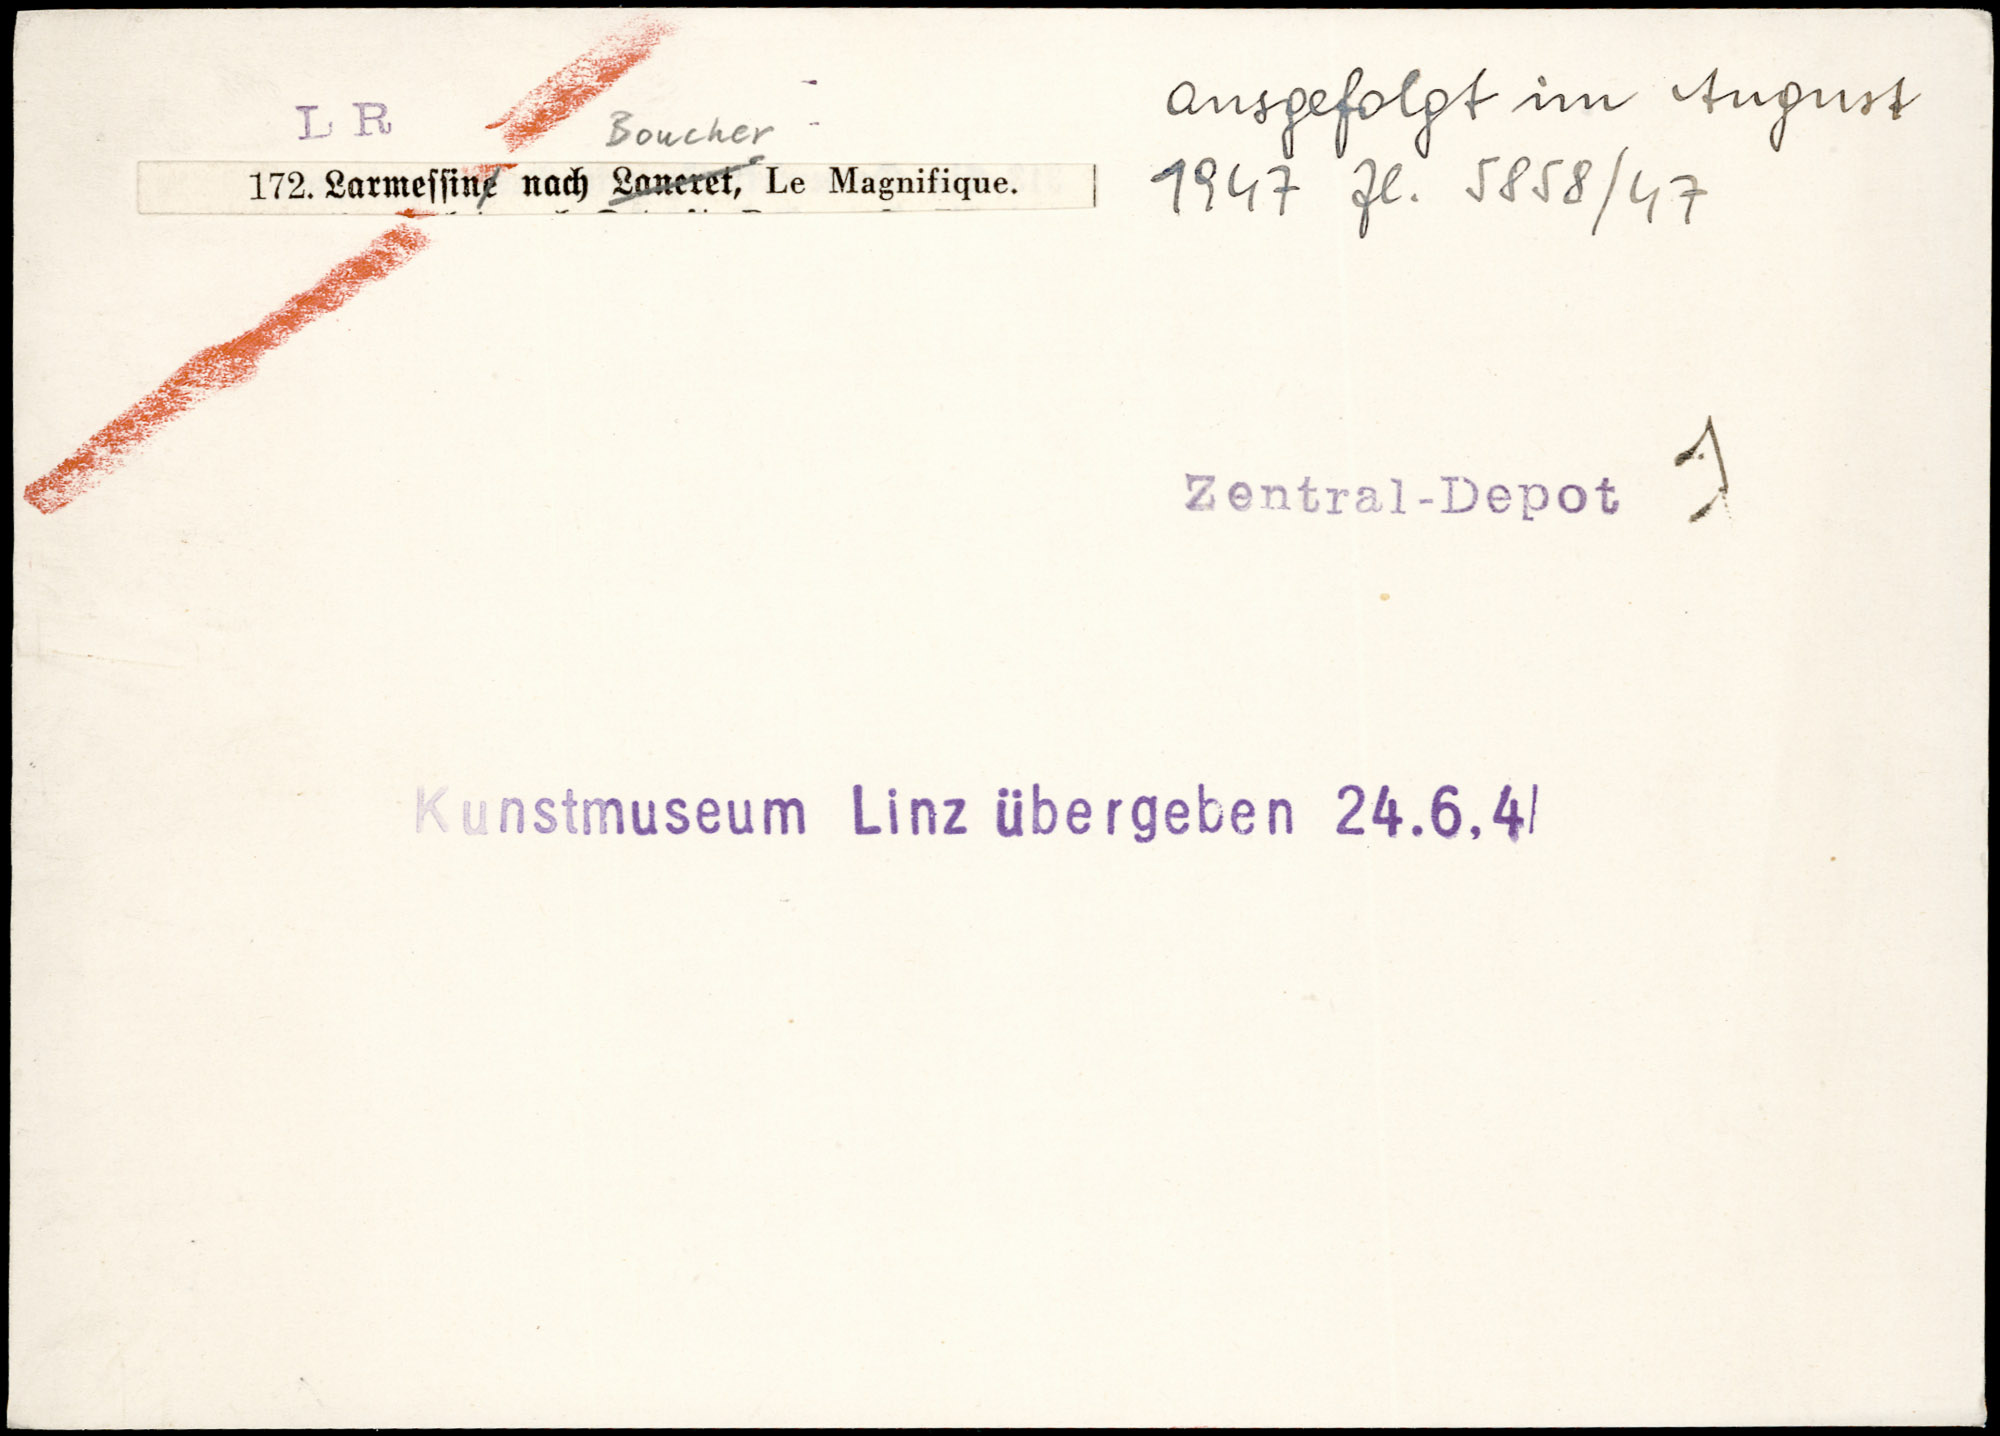 L R
Boucher
172. Larmessine nach Lancret, Le Magnifique.
ausgefolgt im August
1947 Zl. 5858/47
Zentral-Depot
Kunstmuseum Linz übergeben 24.6.41